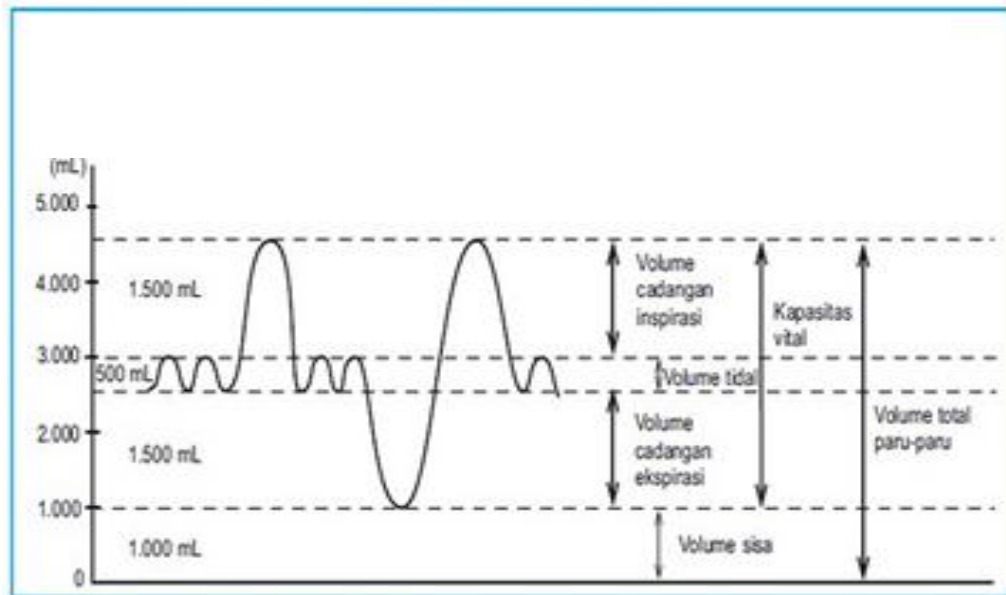 (mL)
5.000
4.000
3.000
2.000
1.000
0
1.500 mL
500 mL
1.500 mL
1.000 mL
Volume
cadangan
inspirasi
Volume tidal
Volume
cadangan
ekspirasi
Volume sisa
Kapasitas
vital
Volume total
paru-paru